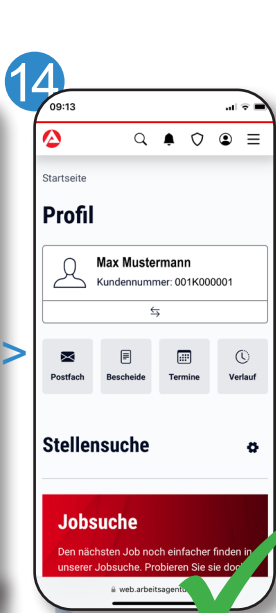 14
09:13
Startseite
Profil
Max Mustermann
Kundennummer: 001K000001
Postfach
Bescheide
Termine
Verlauf
Stellensuche
Jobsuche
Den nächsten Job noch einfacher finden in
unserer Jobsuche. Probieren Sie sie
web.arbeitsagentu
>